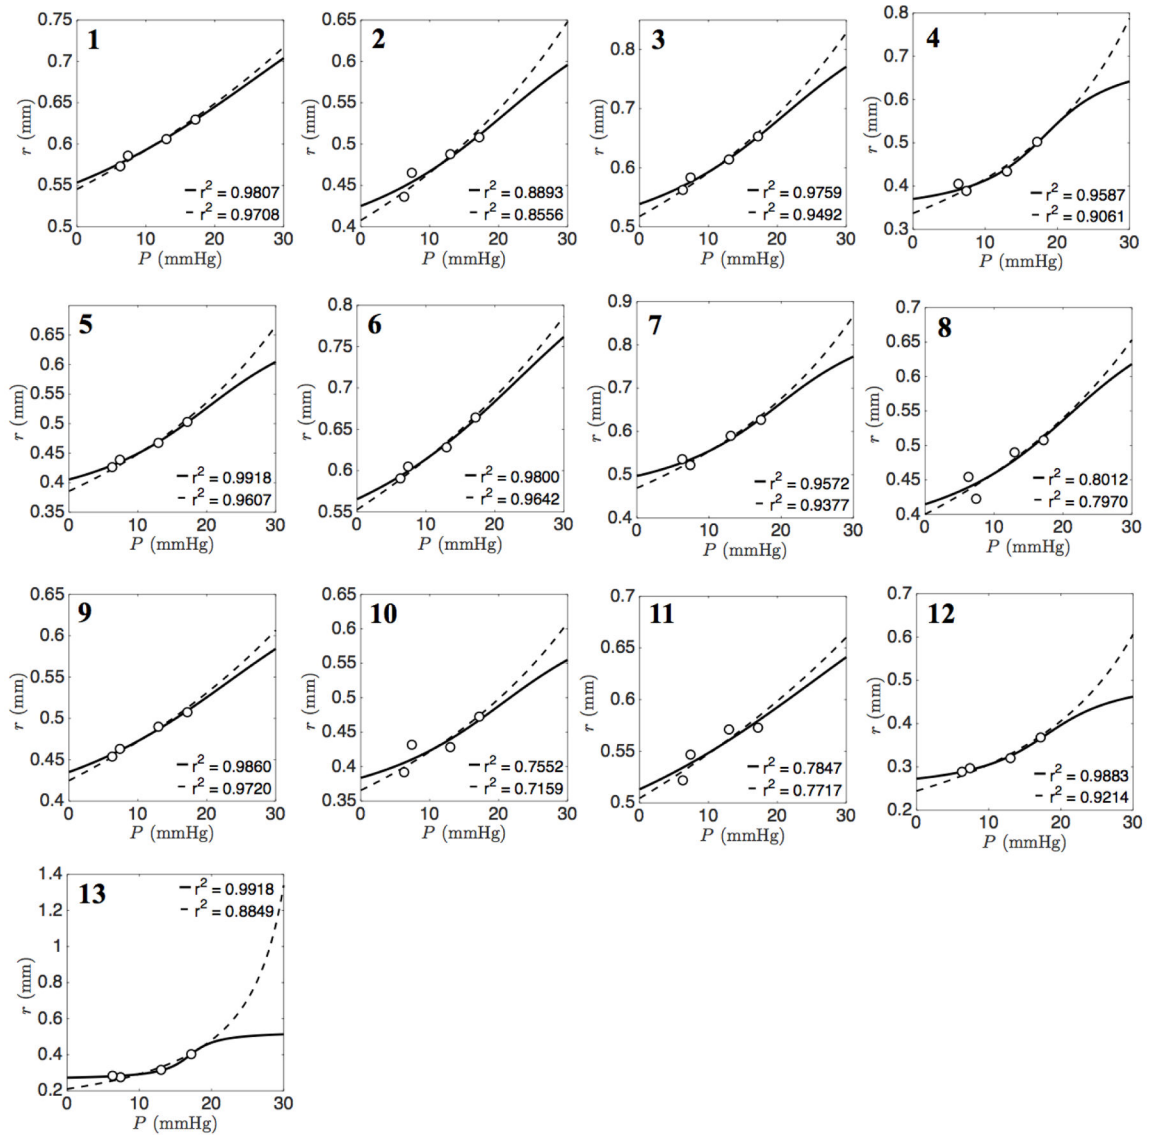 1
0.75
0.7
0.65
0.6
0.55
0.5
r (mm)
r² = 0.9807
r² = 0.9708
0 10 20 30
P (mmHg)
2
0.65
0.6
0.55
0.5
0.45
0.4
r (mm)
r² = 0.8893
r² = 0.8556
0 10 20 30
P (mmHg)
3
0.8
0.7
0.6
0.5
r (mm)
r² = 0.9759
r² = 0.9492
0 10 20 30
P (mmHg)
4
0.8
0.7
0.6
0.5
0.4
0.3
r (mm)
r² = 0.9587
r² = 0.9061
0 10 20 30
P (mmHg)
5
0.65
0.6
0.55
0.5
0.45
0.4
0.35
r (mm)
r² = 0.9918
r² = 0.9607
0 10 20 30
P (mmHg)
6
0.8
0.75
0.7
0.65
0.6
0.55
r (mm)
r² = 0.9800
r² = 0.9642
0 10 20 30
P (mmHg)
7
0.9
0.8
0.7
0.6
0.5
0.4
r (mm)
r² = 0.9572
r² = 0.9377
0 10 20 30
P (mmHg)
8
0.7
0.65
0.6
0.55
0.5
0.45
0.4
r (mm)
r² = 0.8012
r² = 0.7970
0 10 20 30
P (mmHg)
9
0.65
0.6
0.55
0.5
0.45
0.4
r (mm)
r² = 0.9860
r² = 0.9720
0 10 20 30
P (mmHg)
10
0.65
0.6
0.55
0.5
0.45
0.4
0.35
r (mm)
r² = 0.7552
r² = 0.7159
0 10 20 30
P (mmHg)
11
0.7
0.65
0.6
0.55
0.5
r (mm)
r² = 0.7847
r² = 0.7717
0 10 20 30
P (mmHg)
12
0.7
0.6
0.5
0.4
0.3
0.2
r (mm)
r² = 0.9883
r² = 0.9214
0 10 20 30
P (mmHg)
13
1.4
1.2
1
0.8
0.6
0.4
0.2
r (mm)
r² = 0.9918
r² = 0.8849
0 10 20 30
P (mmHg)